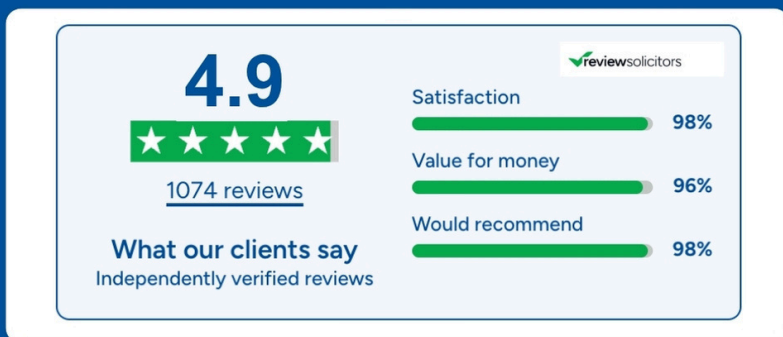 4.9
1074 reviews
What our clients say
Independently verified reviews
reviewsolicitors
Satisfaction
98%
Value for money
96%
Would recommend
98%